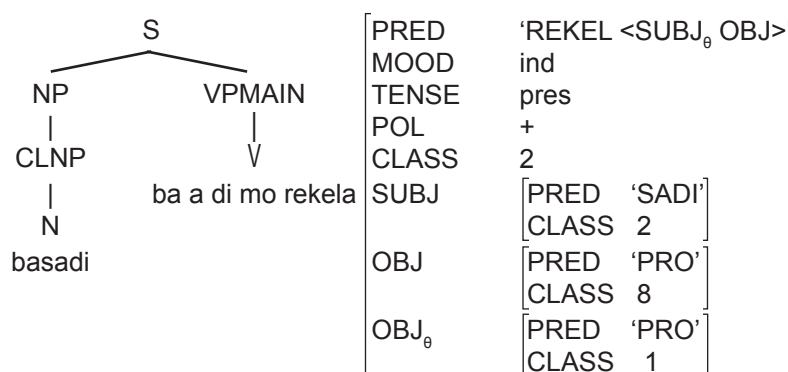 S [PRED ‘REKEL <SUBJθ OBJ>
MOOD ind
NP VPMAIN TENSE pres
| | POL +
CLNP V CLASS 2
| ba a di mo rekela SUBJ [PRED ‘SADI’
N CLASS 2]
basadi OBJ [PRED ‘PRO’
CLASS 8]
OBJθ [PRED ‘PRO’
CLASS 1]